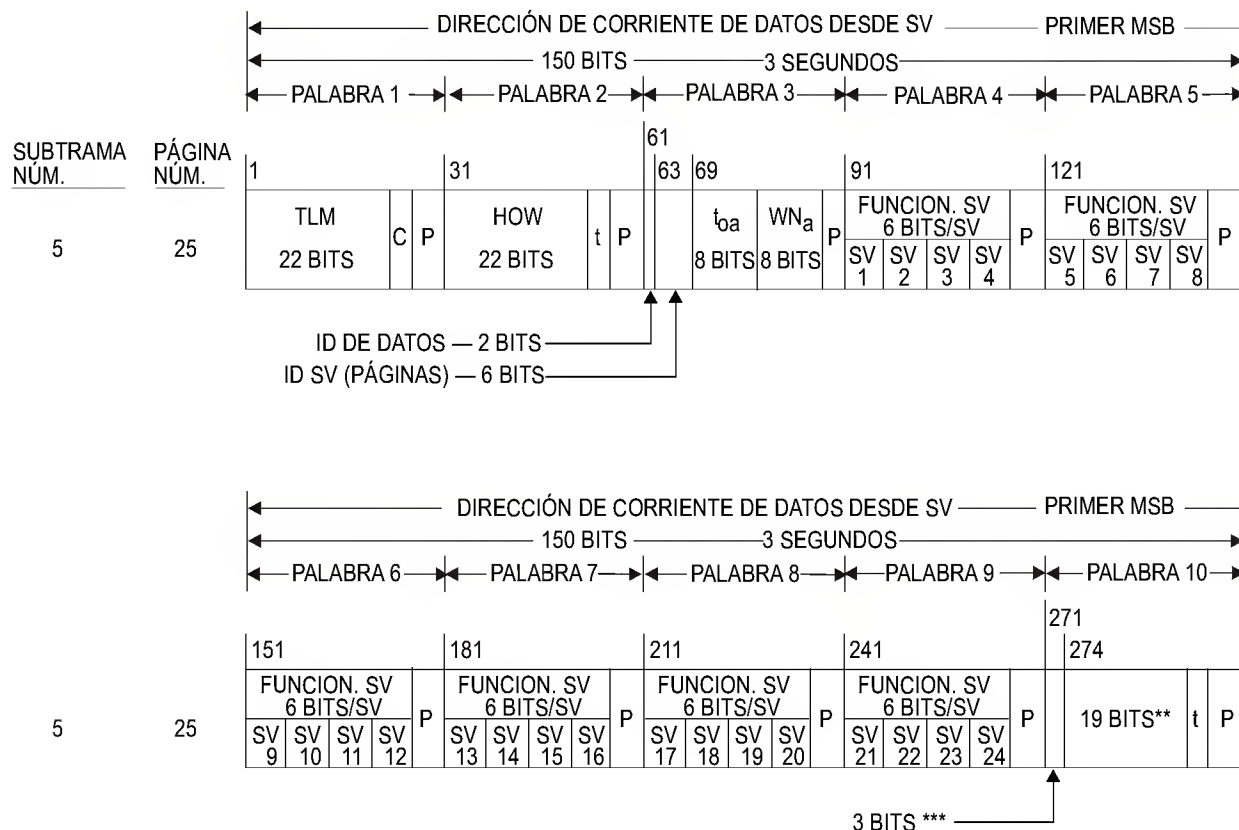 DIRECCIÓN DE CORRIENTE DE DATOS DESDE SV PRIMER MSB
150 BITS 3 SEGUNDOS
PALABRA 1 PALABRA 2 PALABRA 3 PALABRA 4 PALABRA 5
SUBTRAMA NÚM. PÁGINA NÚM.
1 31 61 63 69 91 121
5 25
TLM 22 BITS C P
HOW 22 BITS t P
toa 8 BITS WNa 8 BITS P
FUNCION. SV 6 BITS/SV P
SV 1 SV 2 SV 3 SV 4
FUNCION. SV 6 BITS/SV P
SV 5 SV 6 SV 7 SV 8
ID DE DATOS — 2 BITS
ID SV (PÁGINAS) — 6 BITS
DIRECCIÓN DE CORRIENTE DE DATOS DESDE SV PRIMER MSB
150 BITS 3 SEGUNDOS
PALABRA 6 PALABRA 7 PALABRA 8 PALABRA 9 PALABRA 10
151 181 211 241 271 274
5 25
FUNCION. SV 6 BITS/SV P
SV 9 SV 10 SV 11 SV 12
FUNCION. SV 6 BITS/SV P
SV 13 SV 14 SV 15 SV 16
FUNCION. SV 6 BITS/SV P
SV 17 SV 18 SV 19 SV 20
FUNCION. SV 6 BITS/SV P
SV 21 SV 22 SV 23 SV 24
19 BITS** t P
3 BITS ***